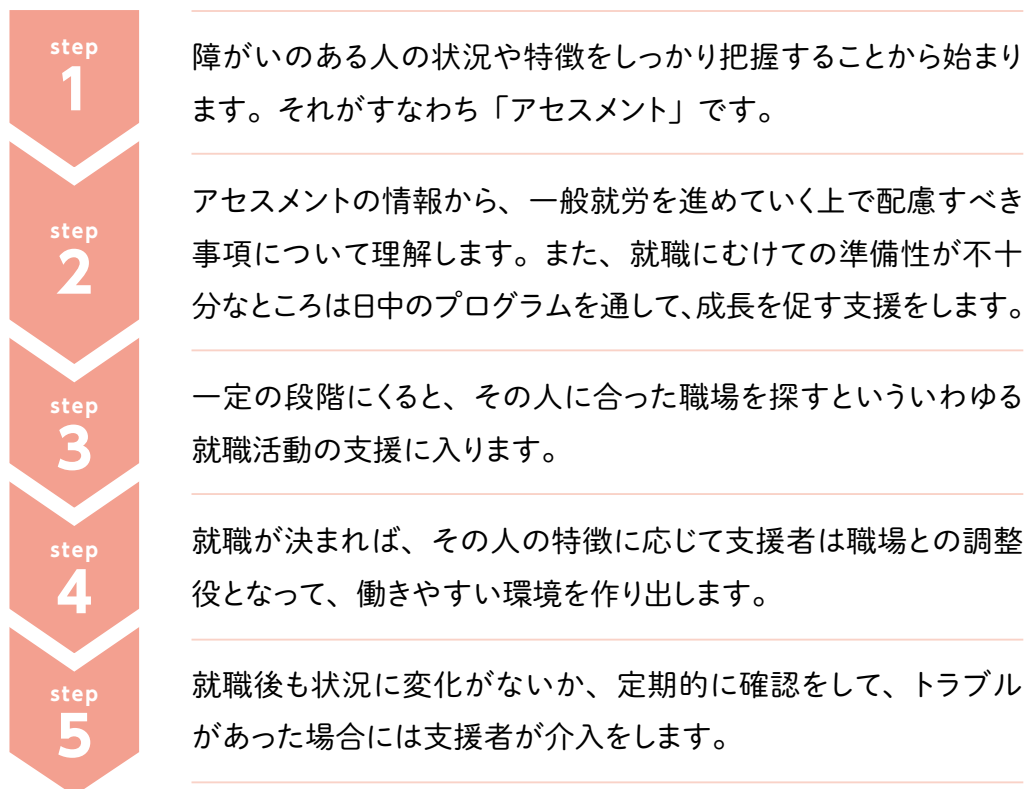 step
1
障がいのある人の状況や特徴をしっかり把握することから始まり
ます。それがすなわち「アセスメント」です。
step
2
アセスメントの情報から、一般就労を進めていく上で配慮すべき
事項について理解します。また、就職にむけての準備性が不十
分なところは日中のプログラムを通して、成長を促す支援をします。
step
3
一定の段階にくると、その人に合った職場を探すといういわゆる
就職活動の支援に入ります。
step
4
就職が決まれば、その人の特徴に応じて支援者は職場との調整
役となって、働きやすい環境を作り出します。
step
5
就職後も状況に変化がないか、定期的に確認をして、トラブル
があった場合には支援者が介入をします。